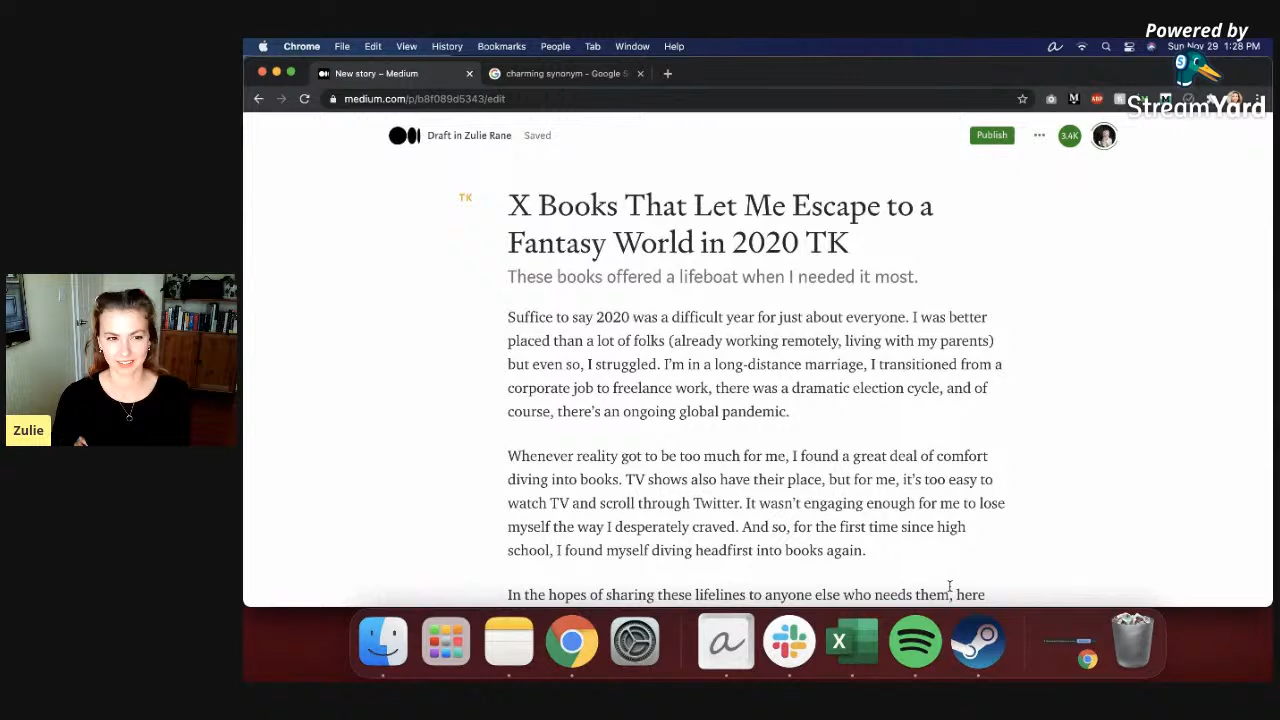 Powered by
StreamYard
Chrome File Edit View History Bookmarks People Tab Window Help
Sun Nov 29 1:28 PM
New story – Medium
charming synonym - Google S
medium.com/p/b8f089d5343/edit
ABP
Draft in Zulie Rane Saved
Publish
3.4K
TK
X Books That Let Me Escape to a
Fantasy World in 2020 TK
These books offered a lifeboat when I needed it most.
Suffice to say 2020 was a difficult year for just about everyone. I was better
placed than a lot of folks (already working remotely, living with my parents)
but even so, I struggled. I’m in a long-distance marriage, I transitioned from a
corporate job to freelance work, there was a dramatic election cycle, and of
course, there’s an ongoing global pandemic.
Whenever reality got to be too much for me, I found a great deal of comfort
diving into books. TV shows also have their place, but for me, it’s too easy to
watch TV and scroll through Twitter. It wasn’t engaging enough for me to lose
myself the way I desperately craved. And so, for the first time since high
school, I found myself diving headfirst into books again.
In the hopes of sharing these lifelines to anyone else who needs them, here
Zulie